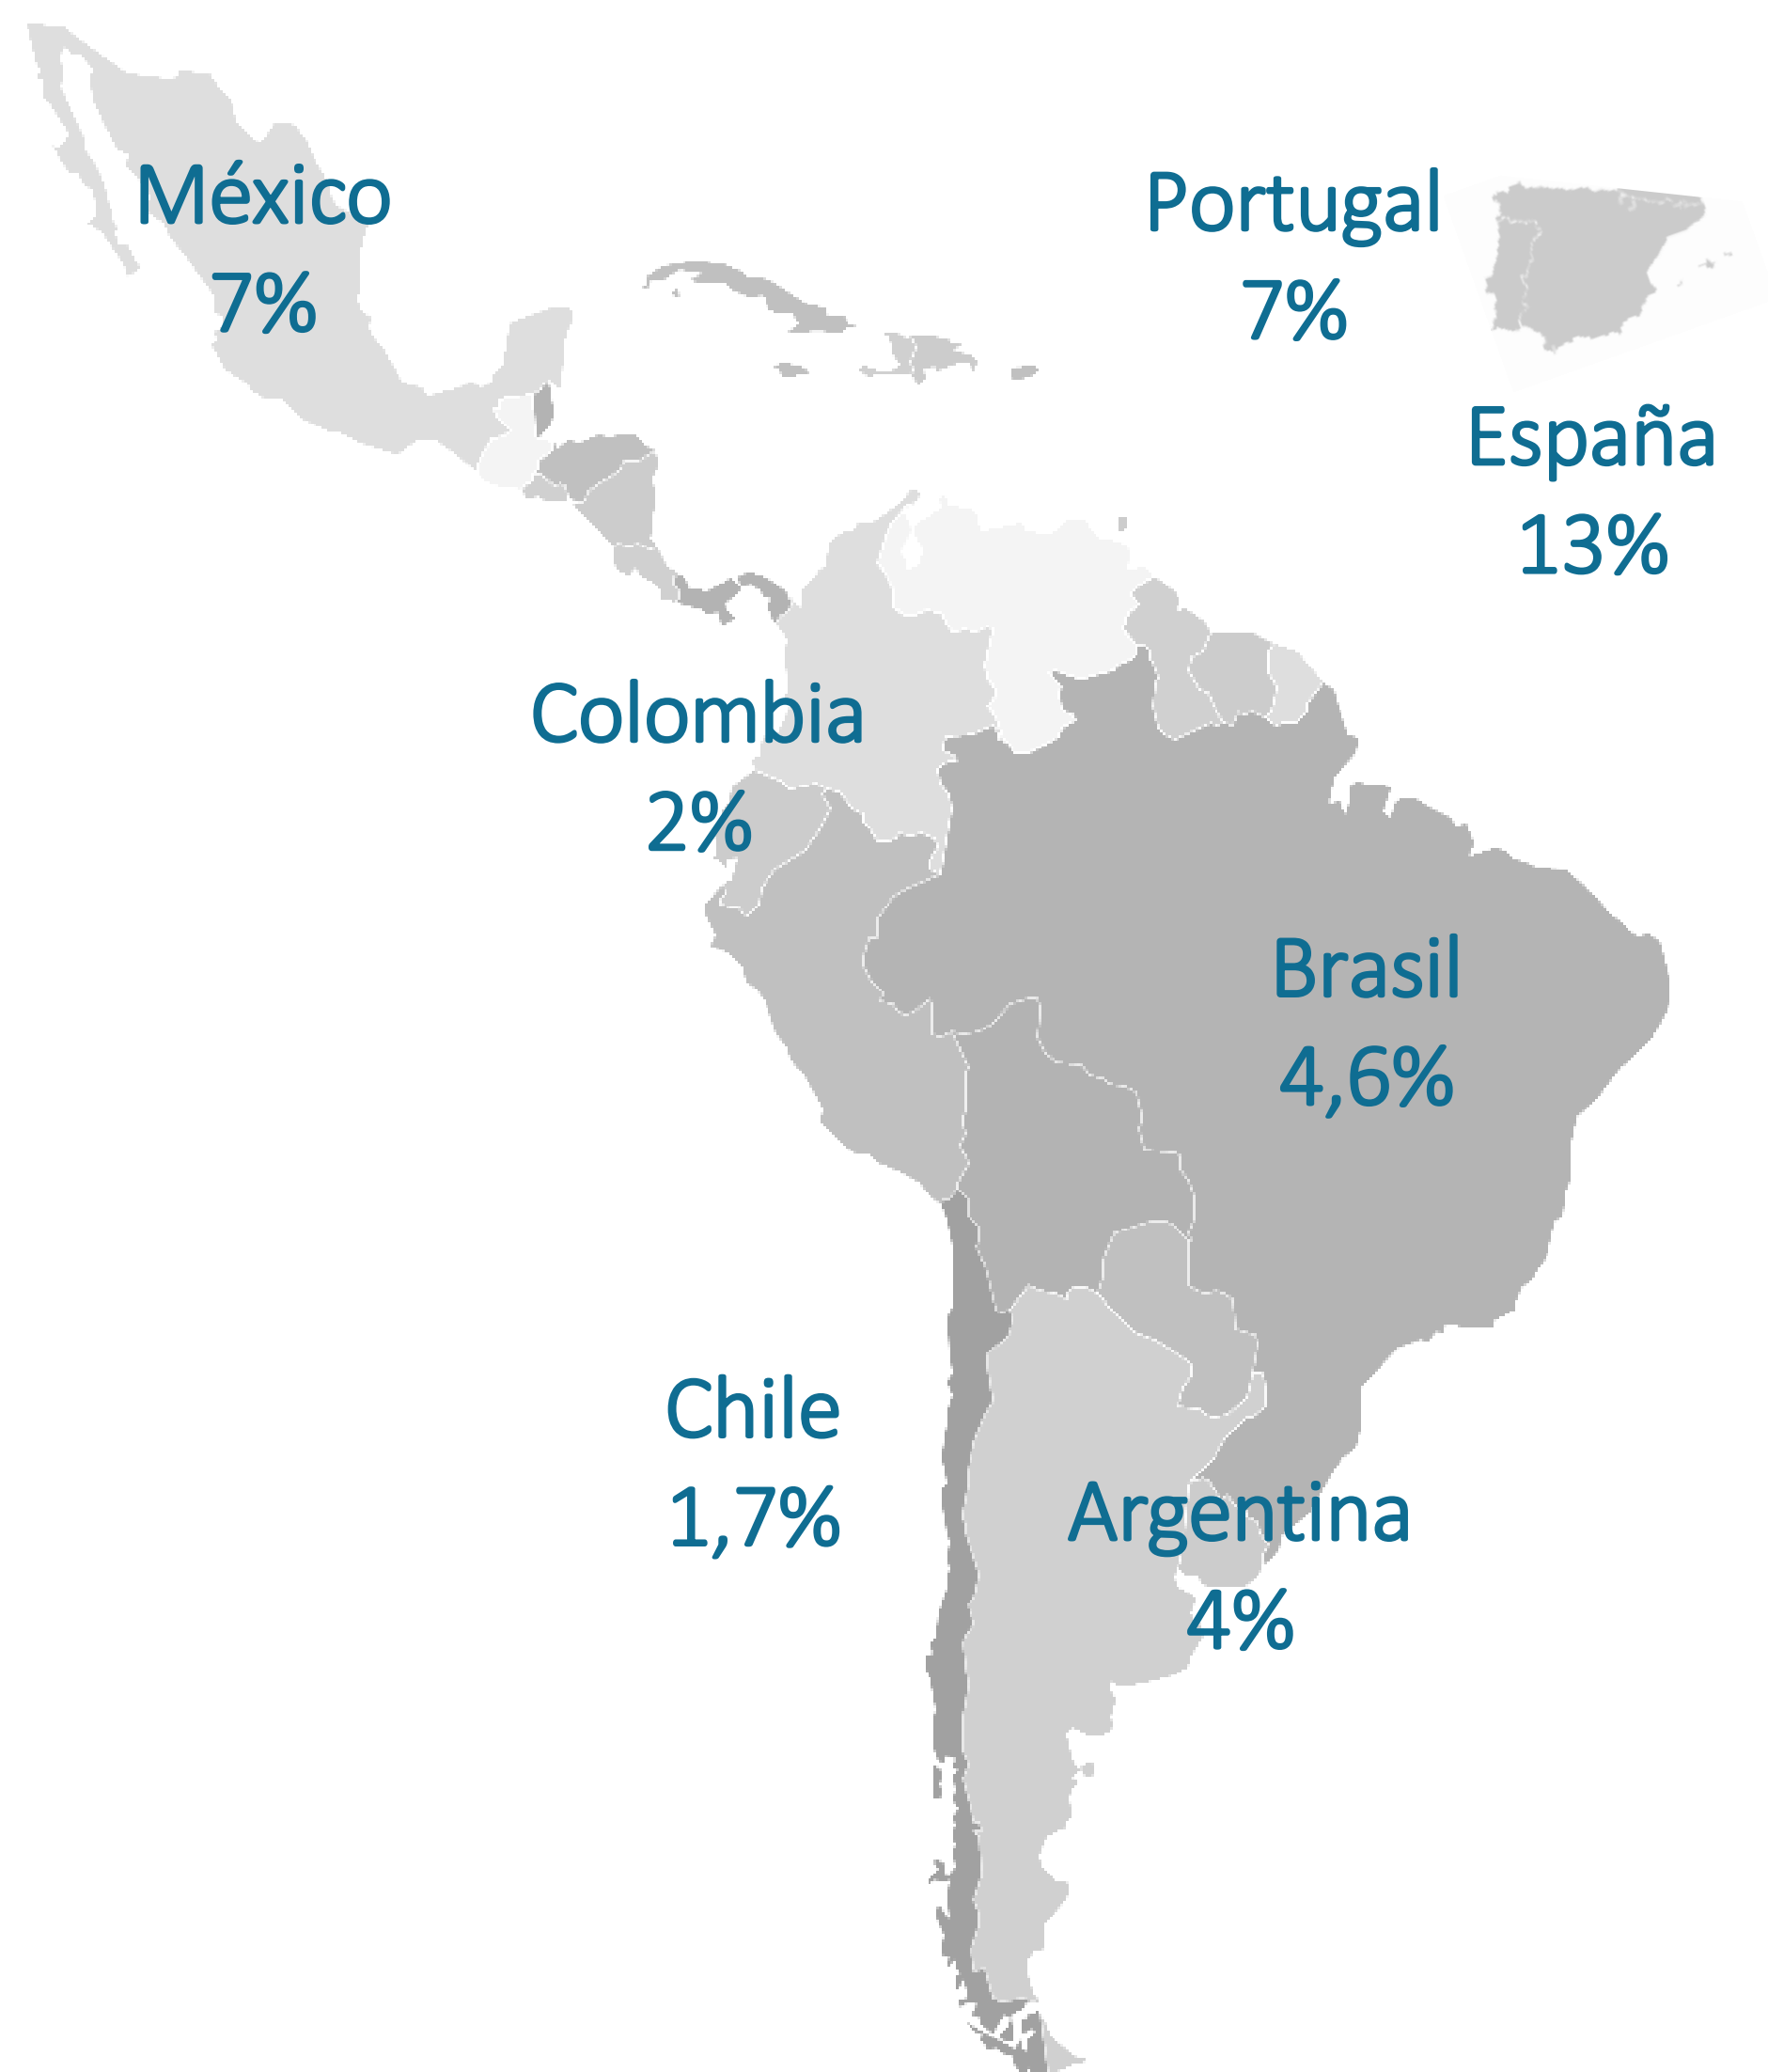 México
7%
Portugal
7%
España
13%
Colombia
2%
Brasil
4,6%
Chile
1,7%
Argentina
4%